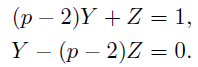 (p − 2)Y + Z = 1,
Y − (p − 2)Z = 0.